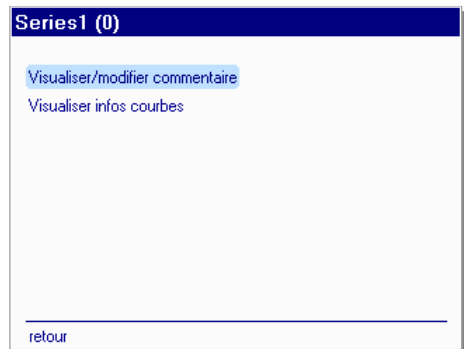 Series1 (0)
Visualiser/modifier commentaire
Visualiser infos courbes
retour